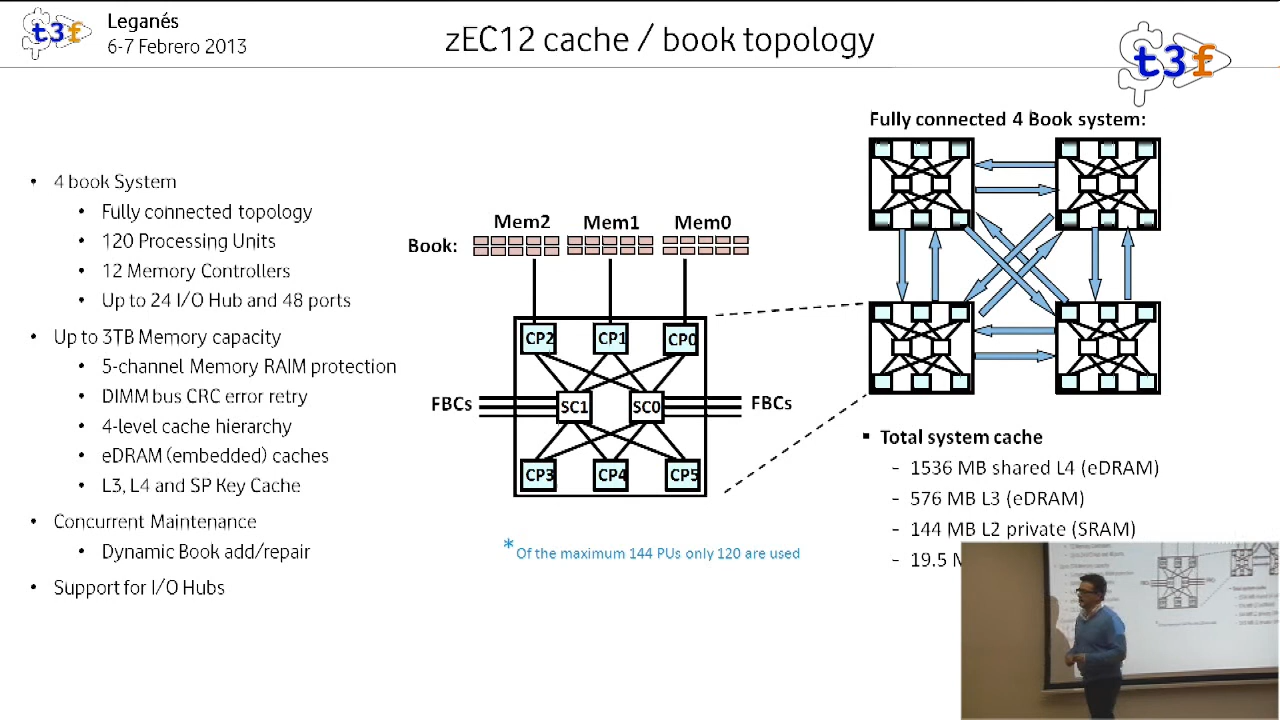 t3f
Leganés
6-7 Febrero 2013
zEC12 cache / book topology
t3f
• 4 book System
• Fully connected topology
• 120 Processing Units
• 12 Memory Controllers
• Up to 24 I/O Hub and 48 ports
• Up to 3TB Memory capacity
• 5-channel Memory RAIM protection
• DIMM bus CRC error retry
• 4-level cache hierarchy
• eDRAM (embedded) caches
• L3, L4 and SP Key Cache
• Concurrent Maintenance
• Dynamic Book add/repair
• Support for I/O Hubs
Mem2 Mem1 Mem0
Book:
CP2 CP1 CP0
FBCs SC1 SC0 FBCs
CP3 CP4 CP5
* Of the maximum 144 PUs only 120 are used
Fully connected 4 Book system:
▪ Total system cache
- 1536 MB shared L4 (eDRAM)
- 576 MB L3 (eDRAM)
- 144 MB L2 private (SRAM)
- 19.5